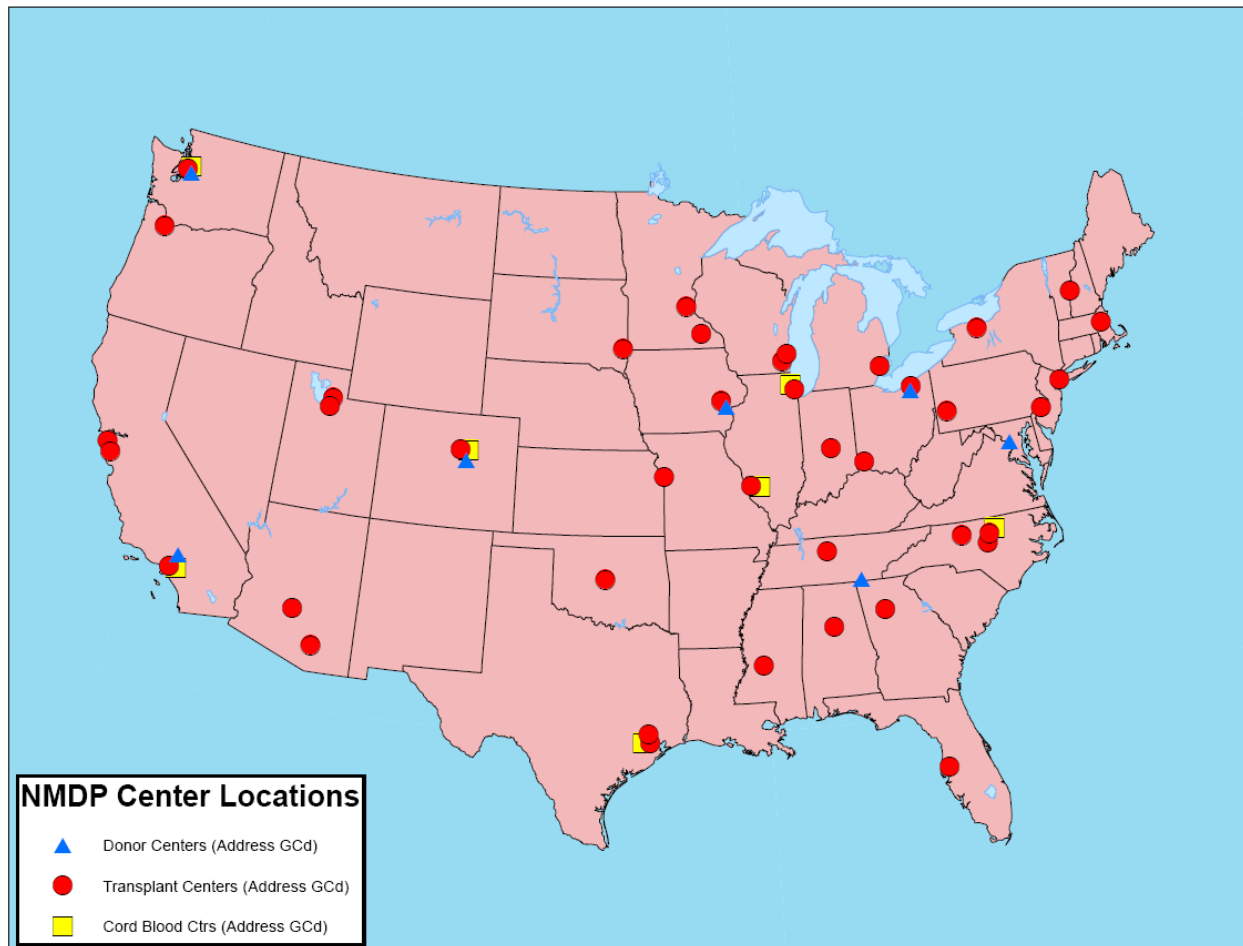 NMDP Center Locations
Donor Centers (Address GCd)
Transplant Centers (Address GCd)
Cord Blood Ctrs (Address GCd)